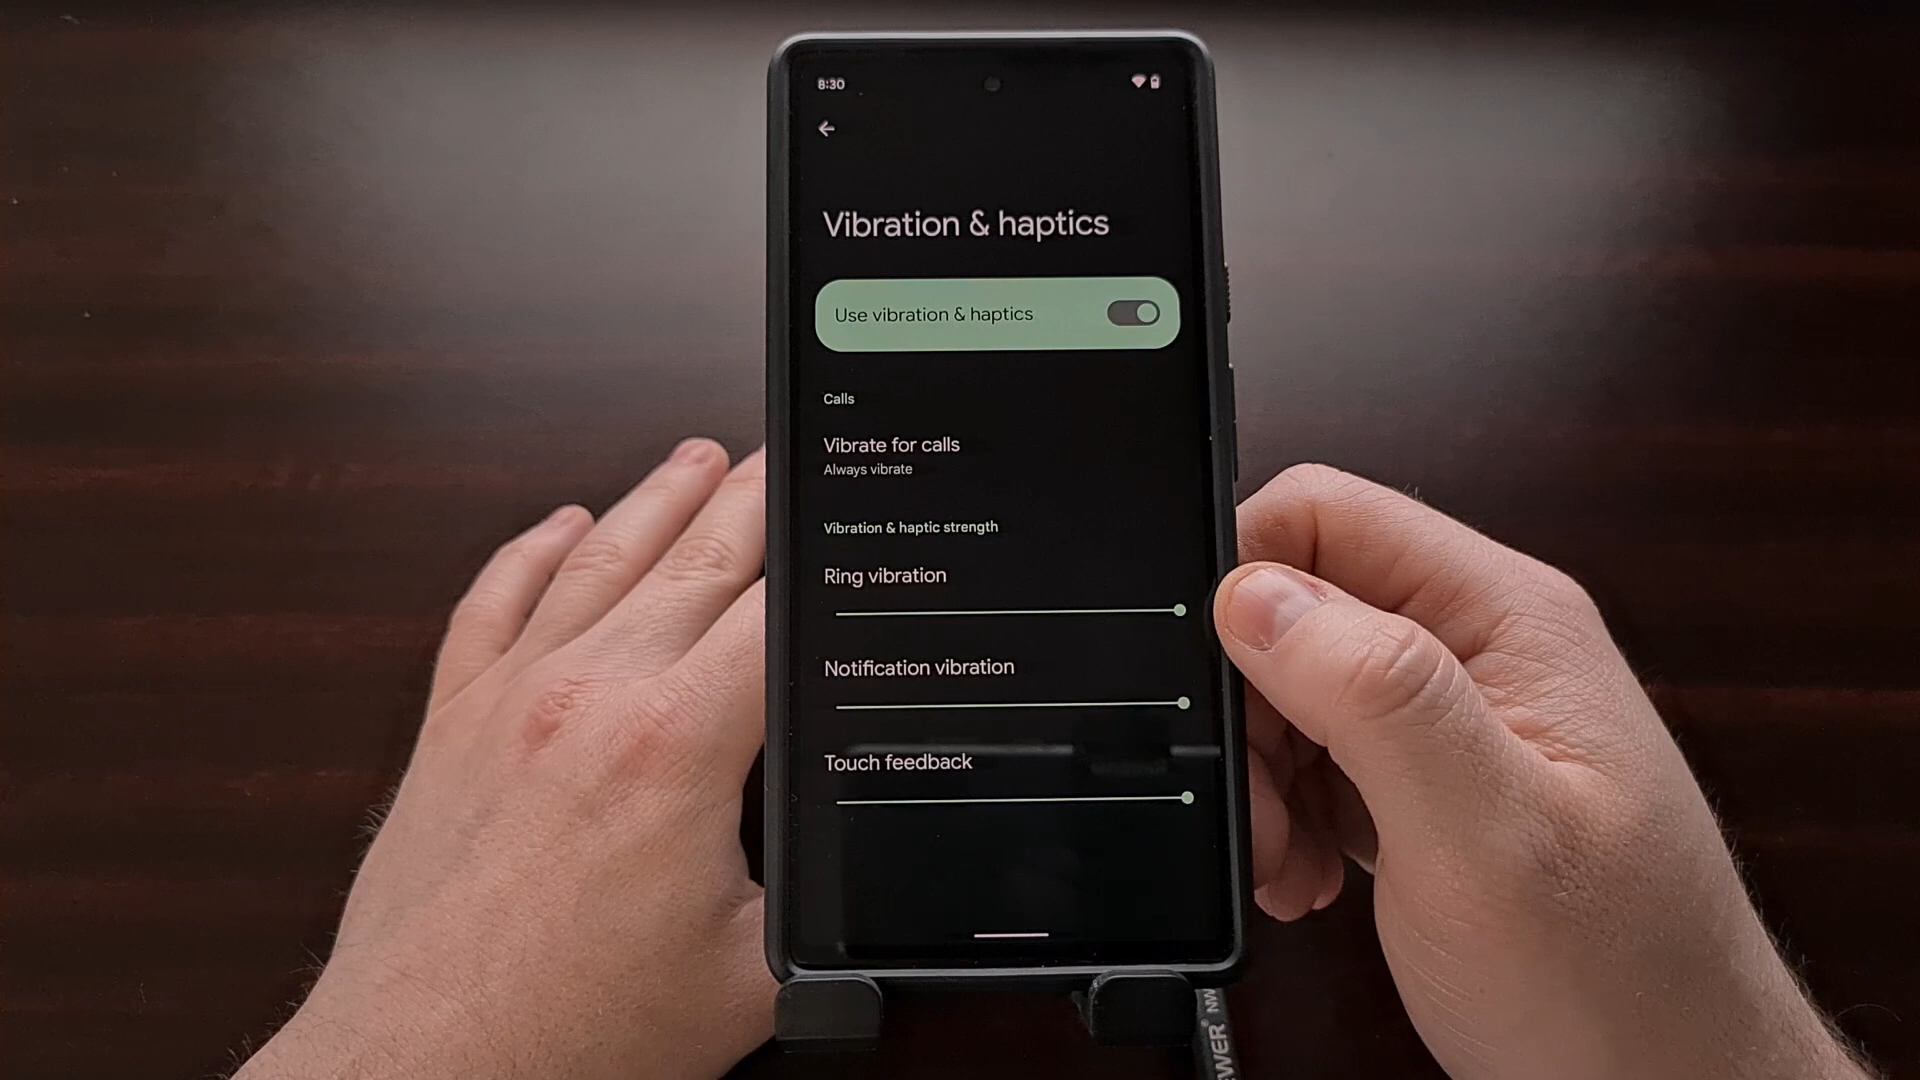 8:30
Vibration & haptics
Use vibration & haptics
Calls
Vibrate for calls
Always vibrate
Vibration & haptic strength
Ring vibration
Notification vibration
Touch feedback
EWER® NW